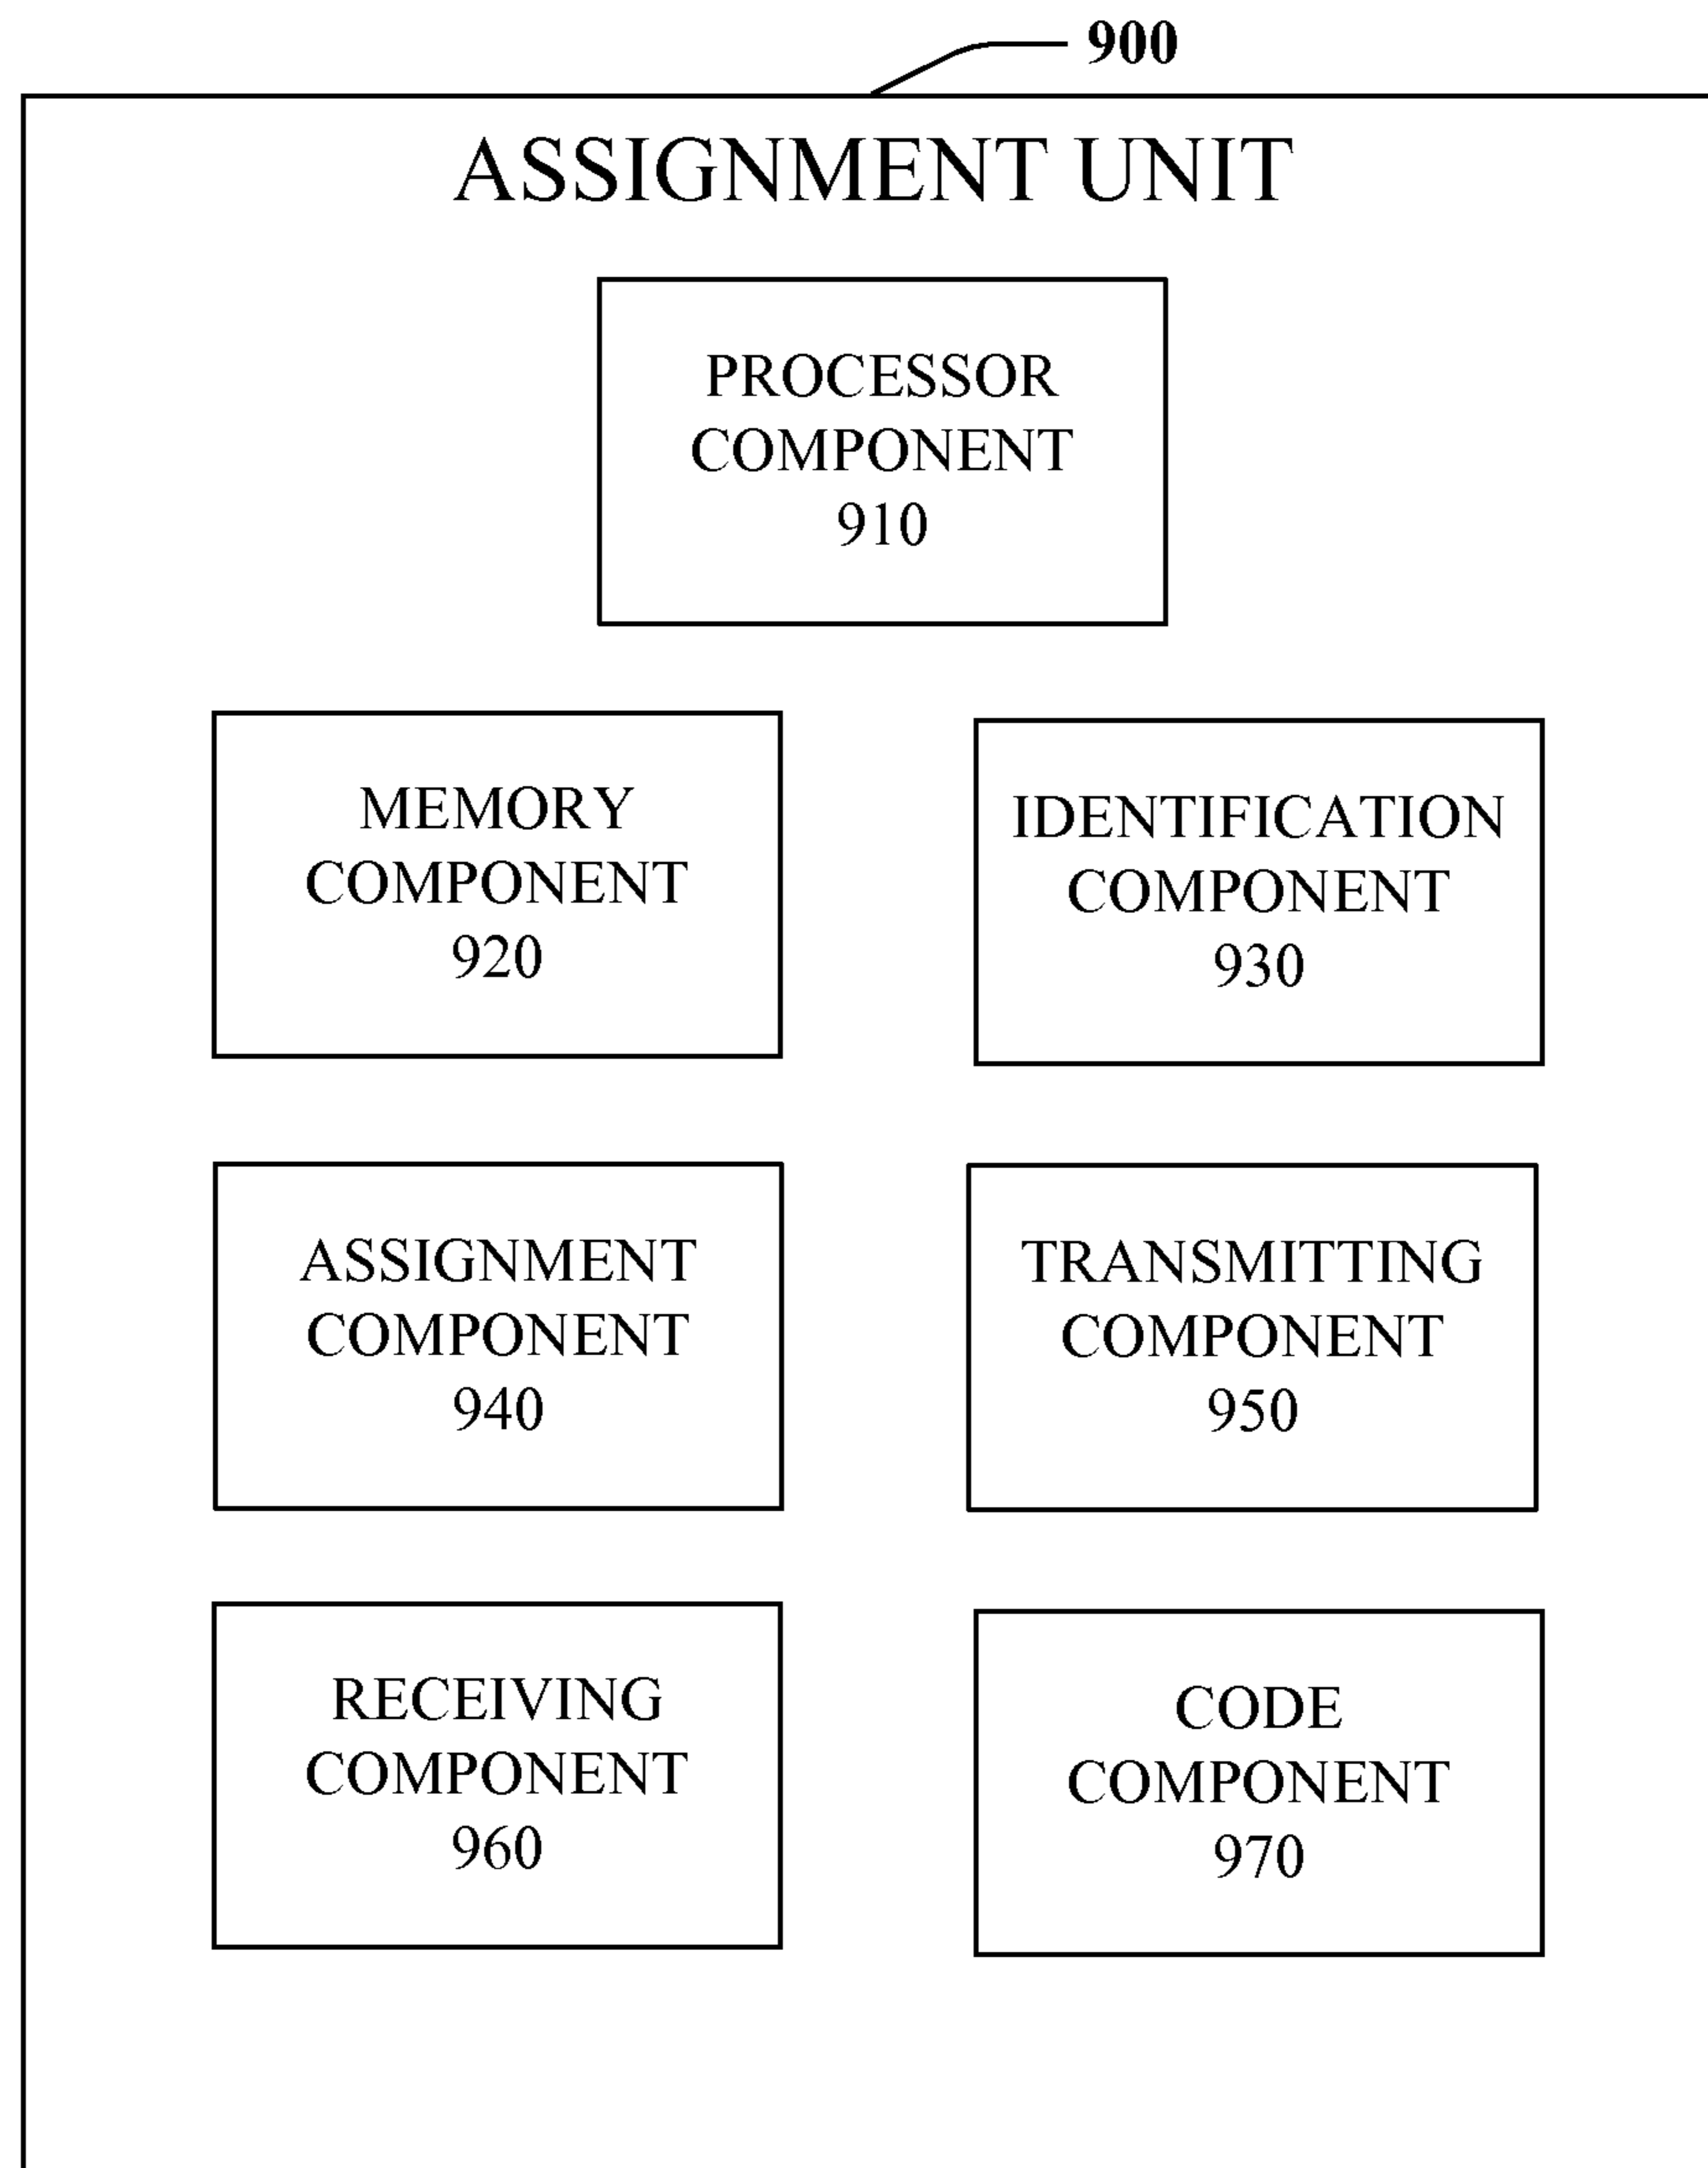 900
ASSIGNMENT UNIT
PROCESSOR
COMPONENT
910
MEMORY
COMPONENT
920
IDENTIFICATION
COMPONENT
930
ASSIGNMENT
COMPONENT
940
TRANSMITTING
COMPONENT
950
RECEIVING
COMPONENT
960
CODE
COMPONENT
970